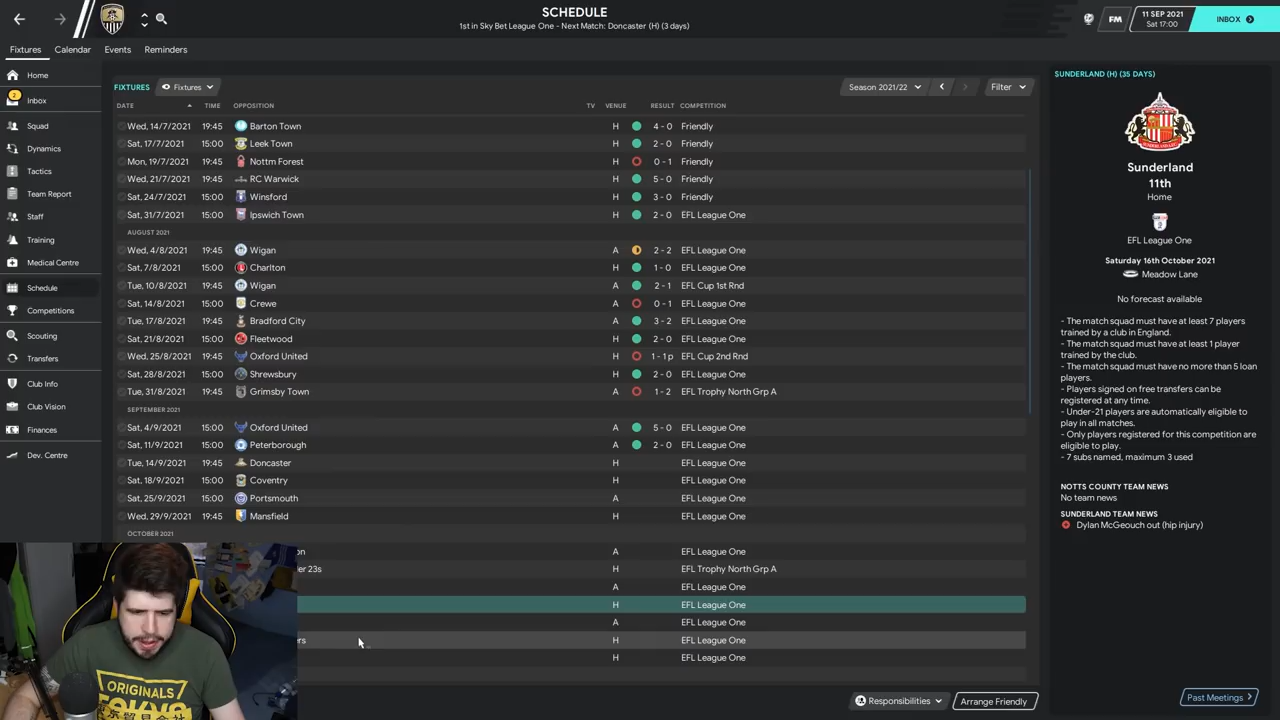 SCHEDULE
1st in Sky Bet League One - Next Match: Doncaster (H) (3 days)
FM
11 SEP 2021
Sat 17:00
INBOX
Fixtures Calendar Events Reminders
Home
2
Inbox
Squad
Dynamics
Tactics
Team Report
Staff
Training
Medical Centre
Schedule
Competitions
Scouting
Transfers
Club Info
Club Vision
Finances
Dev. Centre
FIXTURES Fixtures Season 2021/22 Filter
DATE TIME OPPOSITION TV VENUE RESULT COMPETITION
Wed, 14/7/2021 19:45 Barton Town H 4 - 0 Friendly
Sat, 17/7/2021 15:00 Leek Town H 2 - 0 Friendly
Mon, 19/7/2021 19:45 Nottm Forest H 0 - 1 Friendly
Wed, 21/7/2021 19:45 RC Warwick H 5 - 0 Friendly
Sat, 24/7/2021 15:00 Winsford H 3 - 0 Friendly
Sat, 31/7/2021 15:00 Ipswich Town H 2 - 0 EFL League One
AUGUST 2021
Wed, 4/8/2021 19:45 Wigan A 2 - 2 EFL League One
Sat, 7/8/2021 15:00 Charlton H 1 - 0 EFL League One
Tue, 10/8/2021 19:45 Wigan A 2 - 1 EFL Cup 1st Rnd
Sat, 14/8/2021 15:00 Crewe A 0 - 1 EFL League One
Tue, 17/8/2021 19:45 Bradford City A 3 - 2 EFL League One
Sat, 21/8/2021 15:00 Fleetwood H 2 - 0 EFL League One
Wed, 25/8/2021 19:45 Oxford United H 1 - 1 p EFL Cup 2nd Rnd
Sat, 28/8/2021 15:00 Shrewsbury H 2 - 0 EFL League One
Tue, 31/8/2021 19:45 Grimsby Town A 1 - 2 EFL Trophy North Grp A
SEPTEMBER 2021
Sat, 4/9/2021 15:00 Oxford United A 5 - 0 EFL League One
Sat, 11/9/2021 15:00 Peterborough A 2 - 0 EFL League One
Tue, 14/9/2021 19:45 Doncaster H EFL League One
Sat, 18/9/2021 15:00 Coventry H EFL League One
Sat, 25/9/2021 15:00 Portsmouth A EFL League One
Wed, 29/9/2021 19:45 Mansfield H EFL League One
OCTOBER 2021
on A EFL League One
er 23s H EFL Trophy North Grp A
A EFL League One
H EFL League One
A EFL League One
ers H EFL League One
H EFL League One
Responsibilities Arrange Friendly
SUNDERLAND (H) (35 DAYS)
Sunderland
11th
Home
EFL League One
Saturday 16th October 2021
Meadow Lane
No forecast available
- The match squad must have at least 7 players
trained by a club in England.
- The match squad must have at least 1 player
trained by the club.
- The match squad must have no more than 5 loan
players.
- Players signed on free transfers can be
registered at any time.
- Under-21 players are automatically eligible to
play in all matches.
- Only players registered for this competition are
eligible to play.
- 7 subs named, maximum 3 used
NOTTS COUNTY TEAM NEWS
No team news
SUNDERLAND TEAM NEWS
Dylan McGeouch out (hip injury)
Past Meetings
ORIGINALS
TOKYO